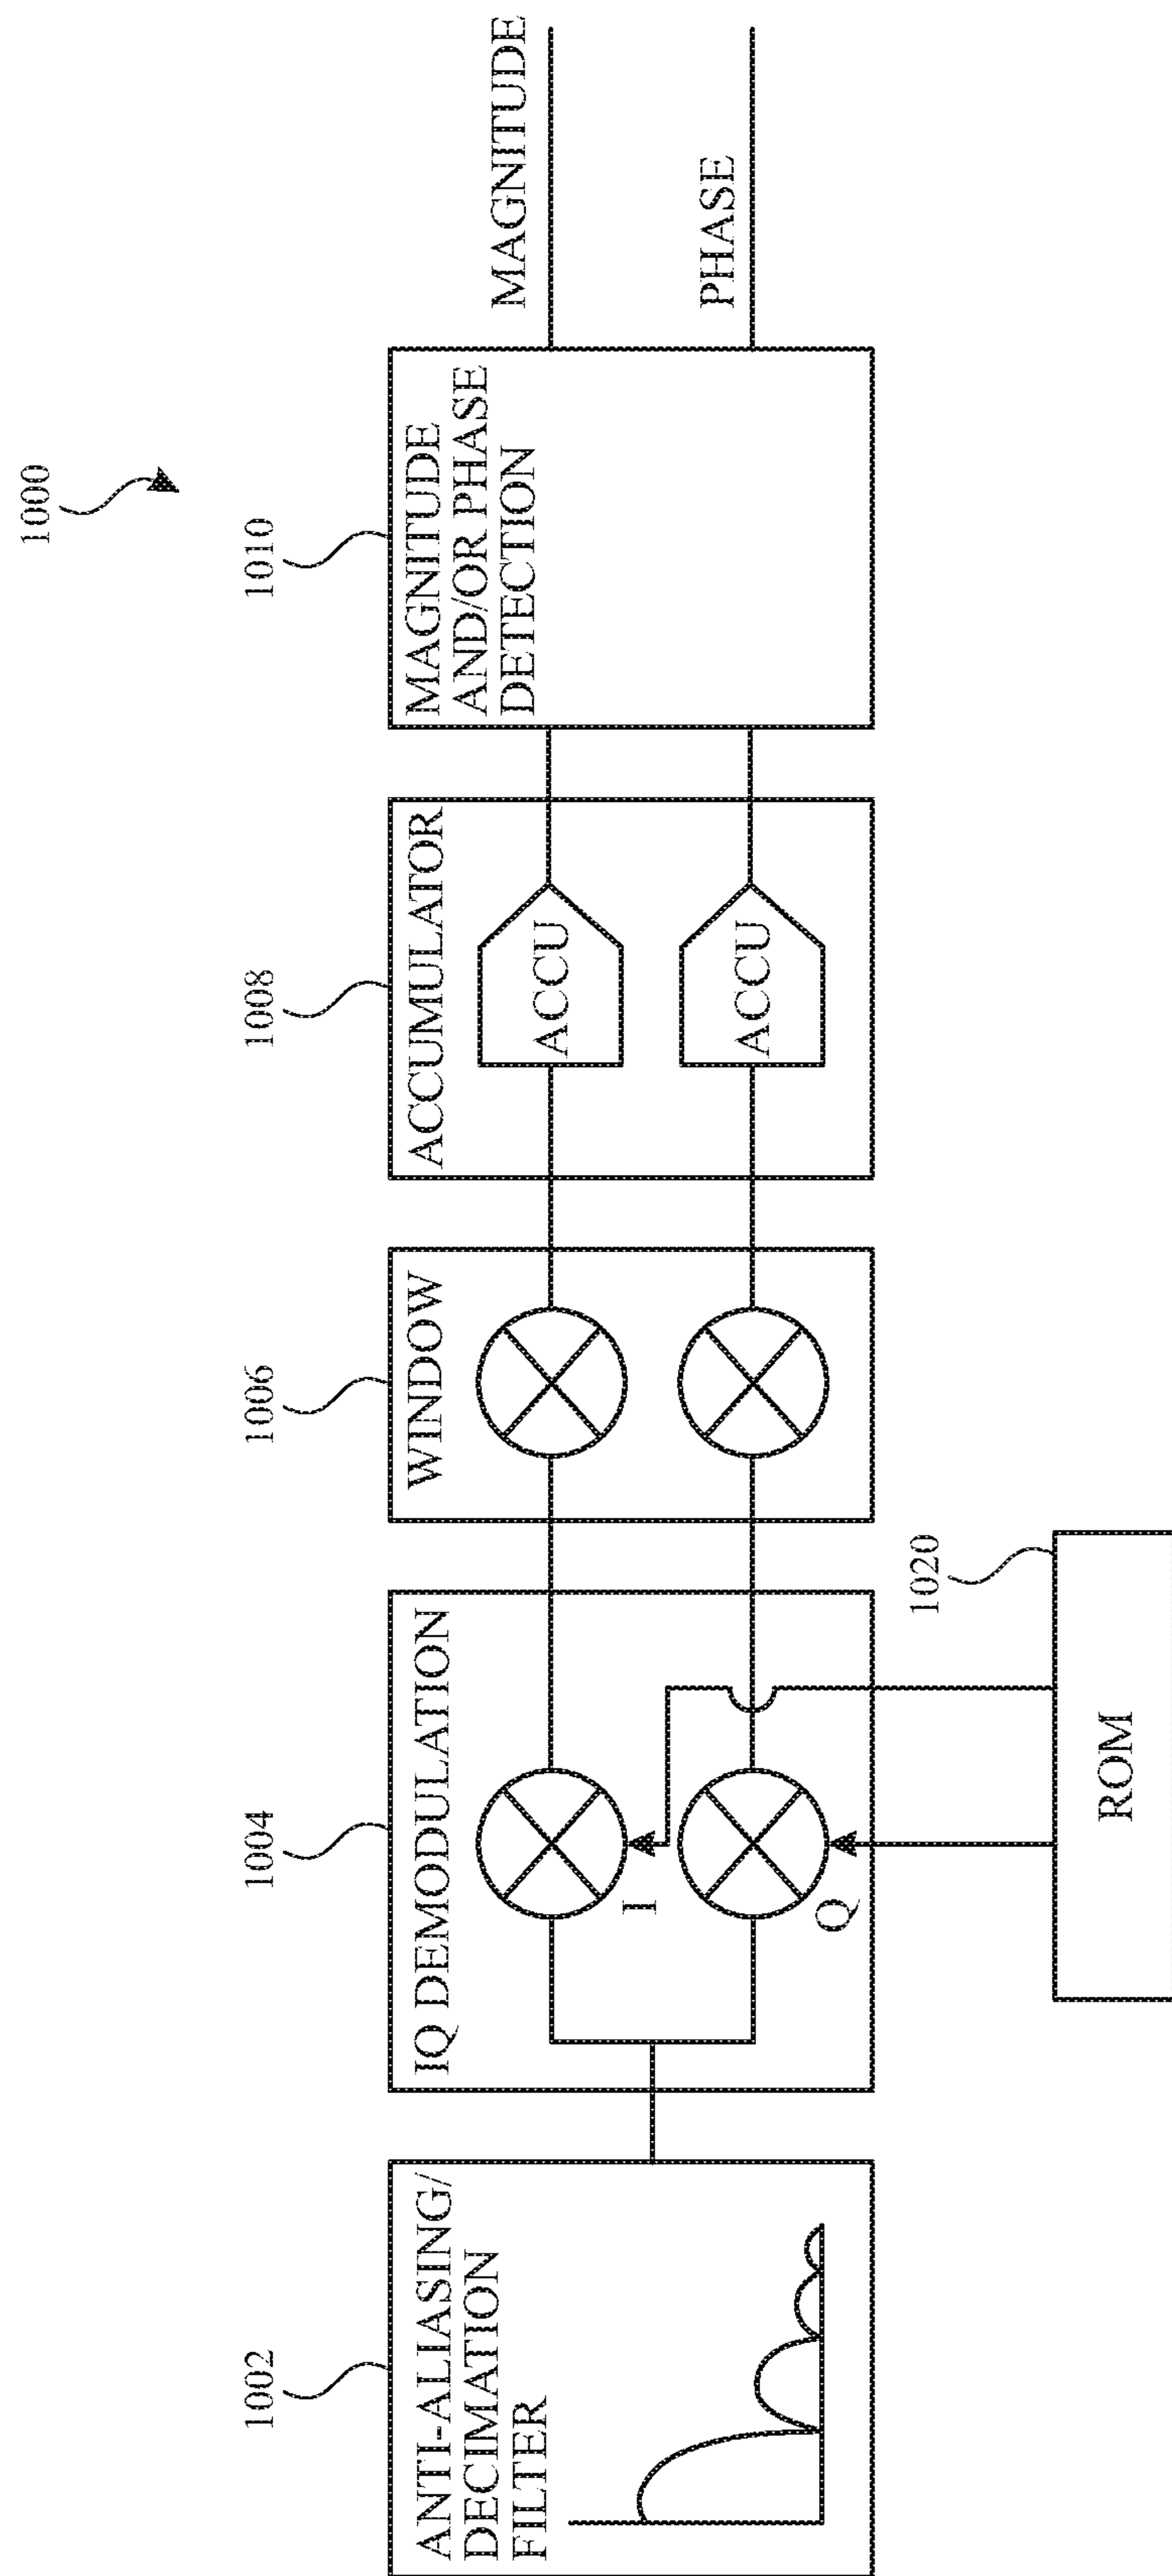 1000
1002
ANTI-ALIASING/
DECIMATION
FILTER
1004
IQ DEMODULATION
I
Q
1006
WINDOW
1008
ACCUMULATOR
ACCU
ACCU
1010
MAGNITUDE
AND/OR PHASE
DETECTION
MAGNITUDE
PHASE
1020
ROM